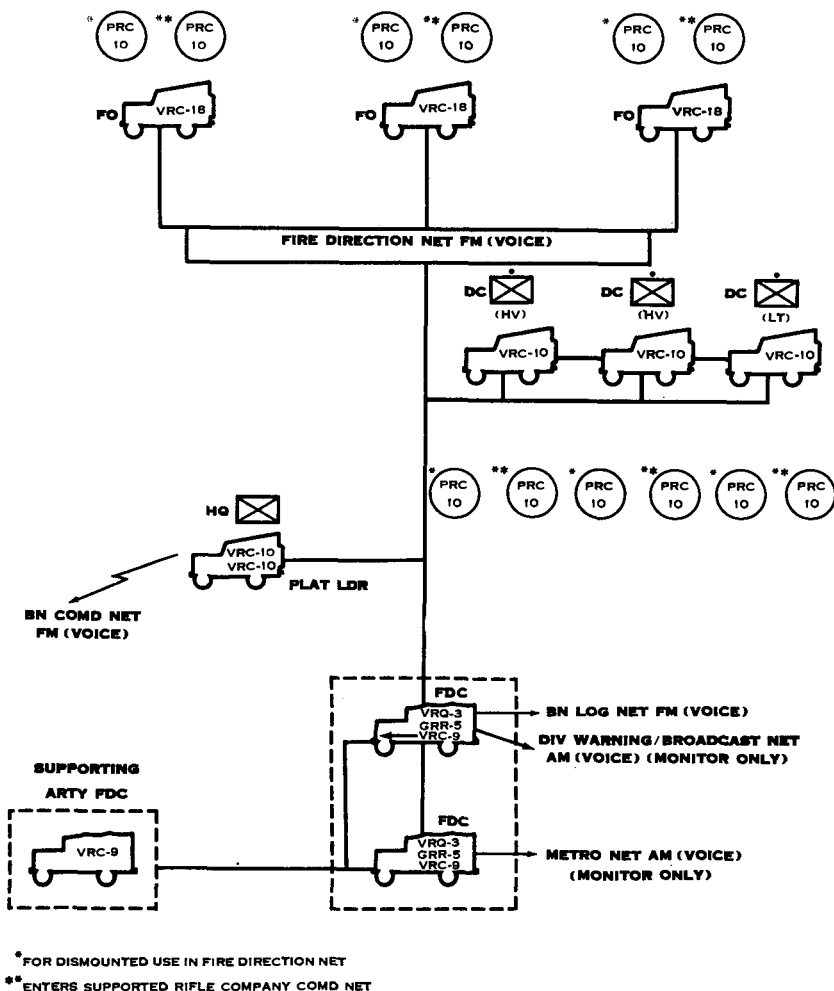 * PRC 10 ** PRC 10 * PRC 10 ** PRC 10 * PRC 10 ** PRC 10
FO VRC-18 FO VRC-18 FO VRC-18
FIRE DIRECTION NET FM (VOICE)
DC DC DC
(HV) (HV) (LT)
VRC-10 VRC-10 VRC-10
* PRC 10 ** PRC 10 * PRC 10 ** PRC 10 * PRC 10 ** PRC 10
HQ
VRC-10
VRC-10
PLAT LDR
BN COMD NET
FM (VOICE)
FDC
VRQ-3
GRR-5
VRC-9
BN LOG NET FM (VOICE)
DIV WARNING/BROADCAST NET
AM (VOICE) (MONITOR ONLY)
SUPPORTING
ARTY FDC
VRC-9
FDC
VRQ-3
GRR-5
VRC-9
METRO NET AM (VOICE)
(MONITOR ONLY)
*FOR DISMOUNTED USE IN FIRE DIRECTION NET
**ENTERS SUPPORTED RIFLE COMPANY COMD NET